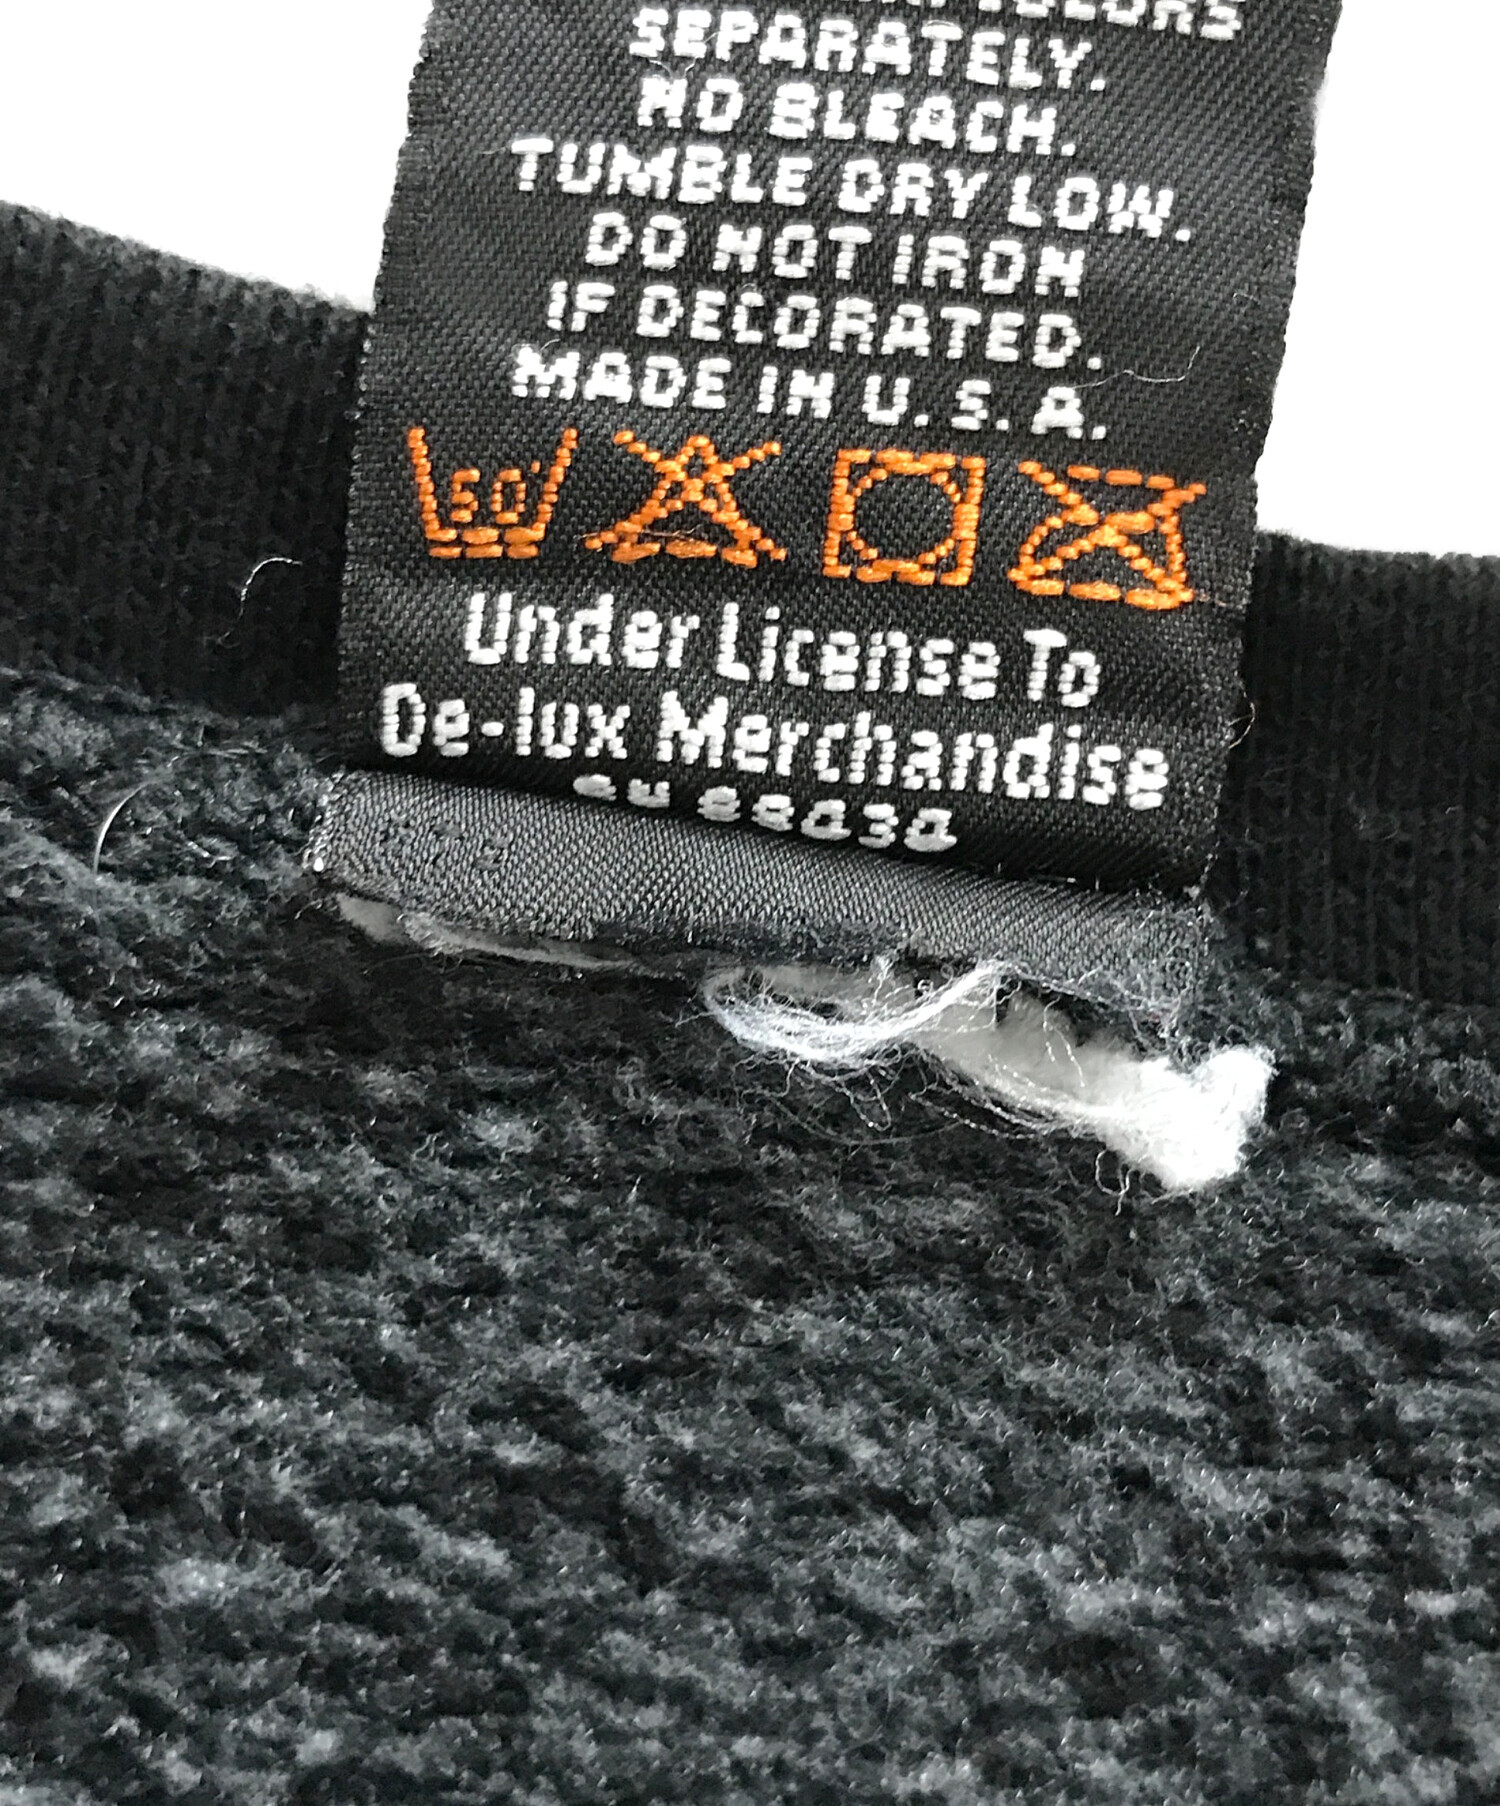 SEPARATELY.
NO BLEACH.
TUMBLE DRY LOW.
DO NOT IRON
IF DECORATED.
MADE IN U.S.A.
50°
Under License To
De-lux Merchandise